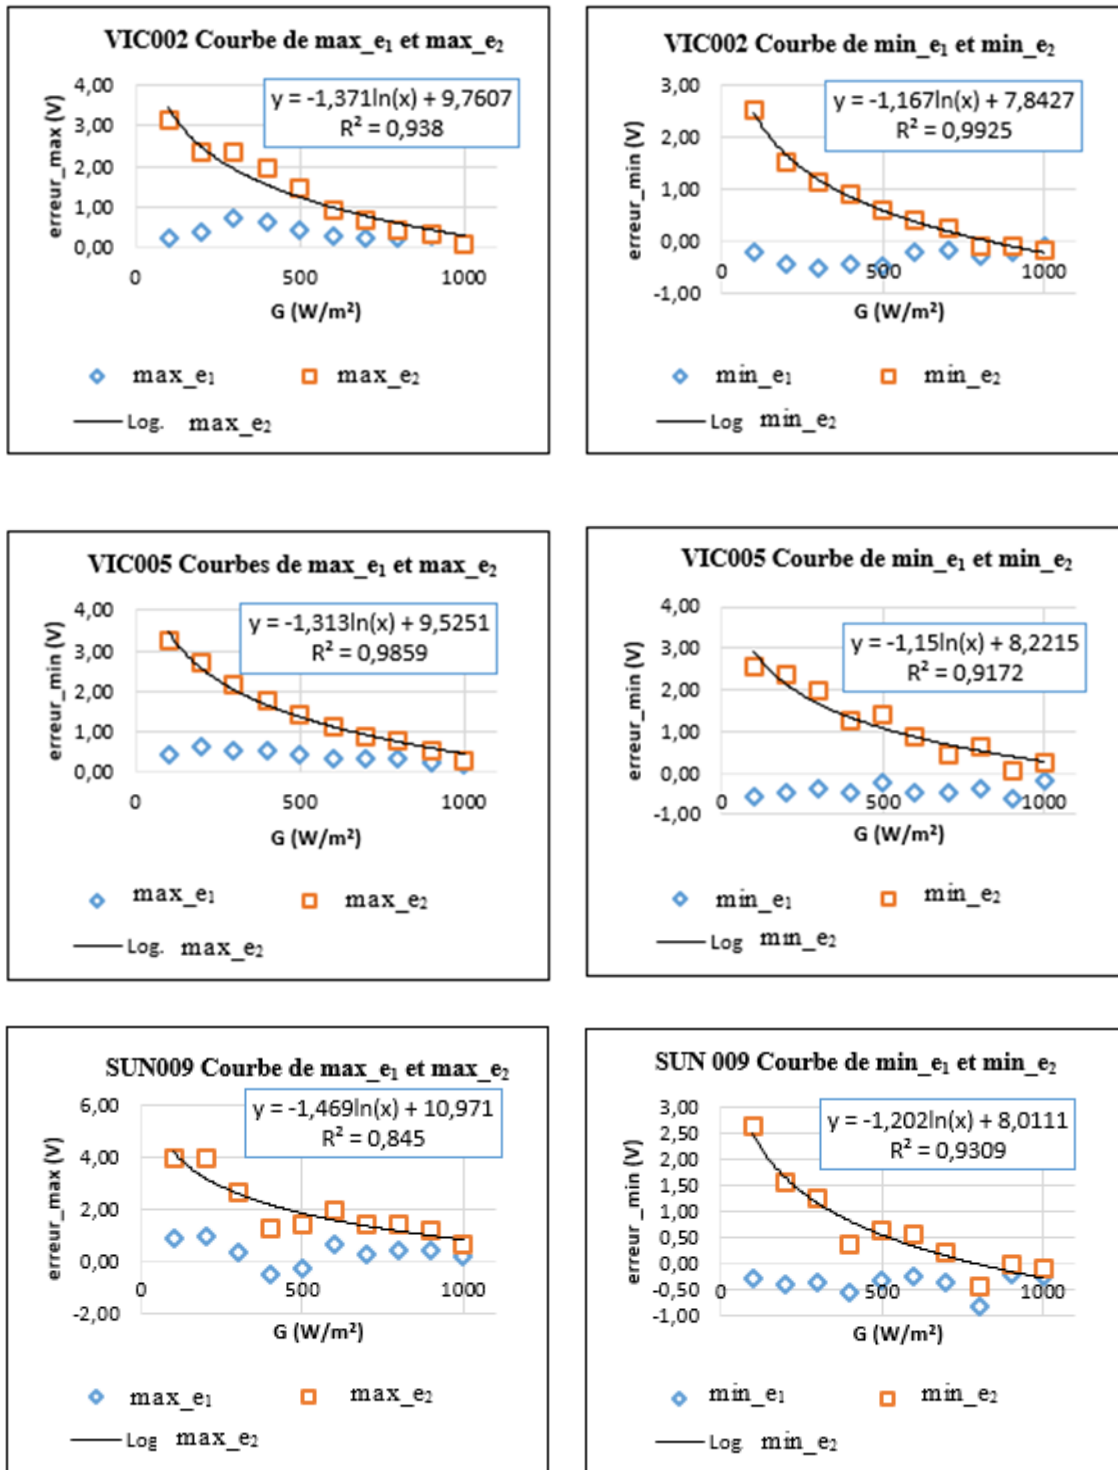 VIC002 Courbe de max_e₁ et max_e₂
4,00
3,00
2,00
1,00
0,00
erreur_max (V)
y = -1,371ln(x) + 9,7607
R² = 0,938
0
500
1000
G (W/m²)
max_e₁
max_e₂
Log. max_e₂
VIC002 Courbe de min_e₁ et min_e₂
3,00
2,00
1,00
0,00
-1,00
erreur_min (V)
y = -1,167ln(x) + 7,8427
R² = 0,9925
0
500
1000
G (W/m²)
min_e₁
min_e₂
Log min_e₂
VIC005 Courbes de max_e₁ et max_e₂
4,00
3,00
2,00
1,00
0,00
erreur_min (V)
y = -1,313ln(x) + 9,5251
R² = 0,9859
0
500
1000
G (W/m²)
max_e₁
max_e₂
Log. max_e₂
VIC005 Courbe de min_e₁ et min_e₂
4,00
3,00
2,00
1,00
0,00
-1,00
erreur_min (V)
y = -1,15ln(x) + 8,2215
R² = 0,9172
0
500
1000
G (W/m²)
min_e₁
min_e₂
Log min_e₂
SUN009 Courbe de max_e₁ et max_e₂
6,00
4,00
2,00
0,00
-2,00
erreur_max (V)
y = -1,469ln(x) + 10,971
R² = 0,845
0
500
1000
G (W/m²)
max_e₁
max_e₂
Log max_e₂
SUN 009 Courbe de min_e₁ et min_e₂
3,00
2,50
2,00
1,50
1,00
0,50
0,00
-0,50
-1,00
erreur_min (V)
y = -1,202ln(x) + 8,0111
R² = 0,9309
0
500
1000
G (W/m²)
min_e₁
min_e₂
Log. min_e₂